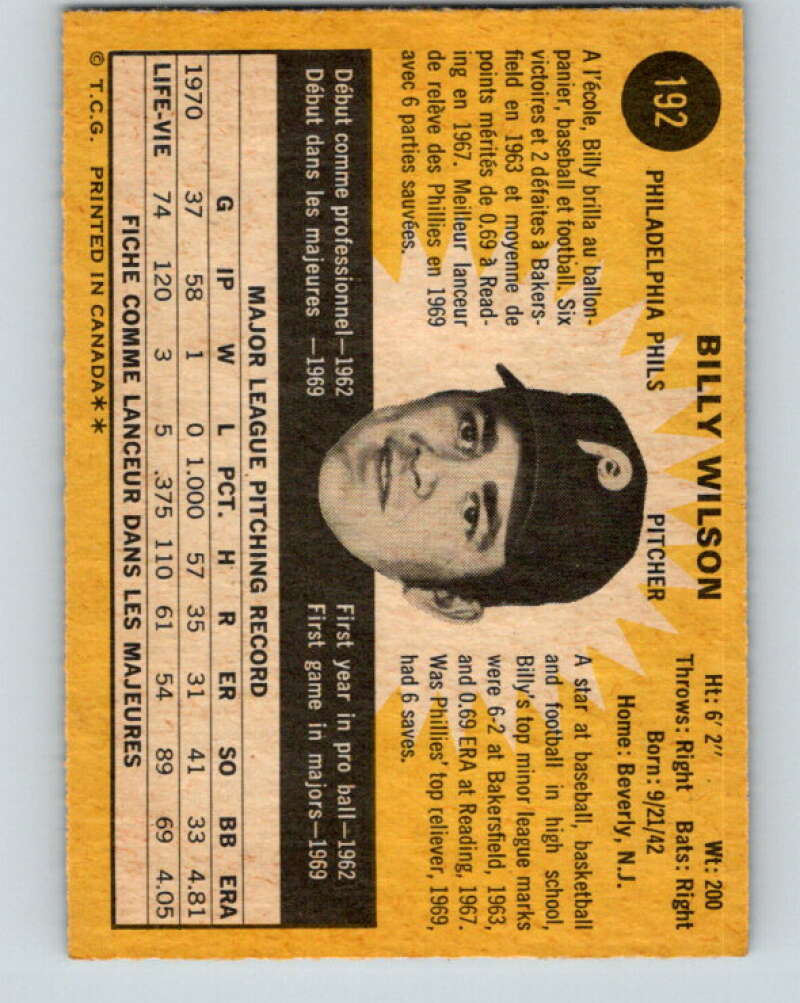 192
BILLY WILSON
PHILADELPHIA PHILS
PITCHER
Ht: 6' 2" Wt: 200
Throws: Right Bats: Right
Born: 9/21/42
Home: Beverly, N.J.
A l'école, Billy brilla au ballon-
panier, baseball et football. Six
victoires et 2 défaites à Bakers-
field en 1963 et moyenne de
points mérités de 0.69 à Read-
ing en 1967. Meilleur lanceur
de relève des Phillies en 1969
avec 6 parties sauvées.
P
A star at baseball, basketball
and football in high school,
Billy's top minor league marks
were 6-2 at Bakersfield, 1963,
and 0.69 ERA at Reading, 1967.
Was Phillies' top reliever, 1969,
had 6 saves.
Début comme professionnel—1962
Début dans les majeures —1969
First year in pro ball—1962
First game in majors—1969
MAJOR LEAGUE PITCHING RECORD
G IP W L PCT. H R ER SO BB ERA
1970 37 58 1 0 1.000 57 35 31 41 33 4.81
LIFE-VIE 74 120 3 5 .375 110 61 54 89 69 4.05
FICHE COMME LANCEUR DANS LES MAJEURES
© T.C.G. PRINTED IN CANADA**